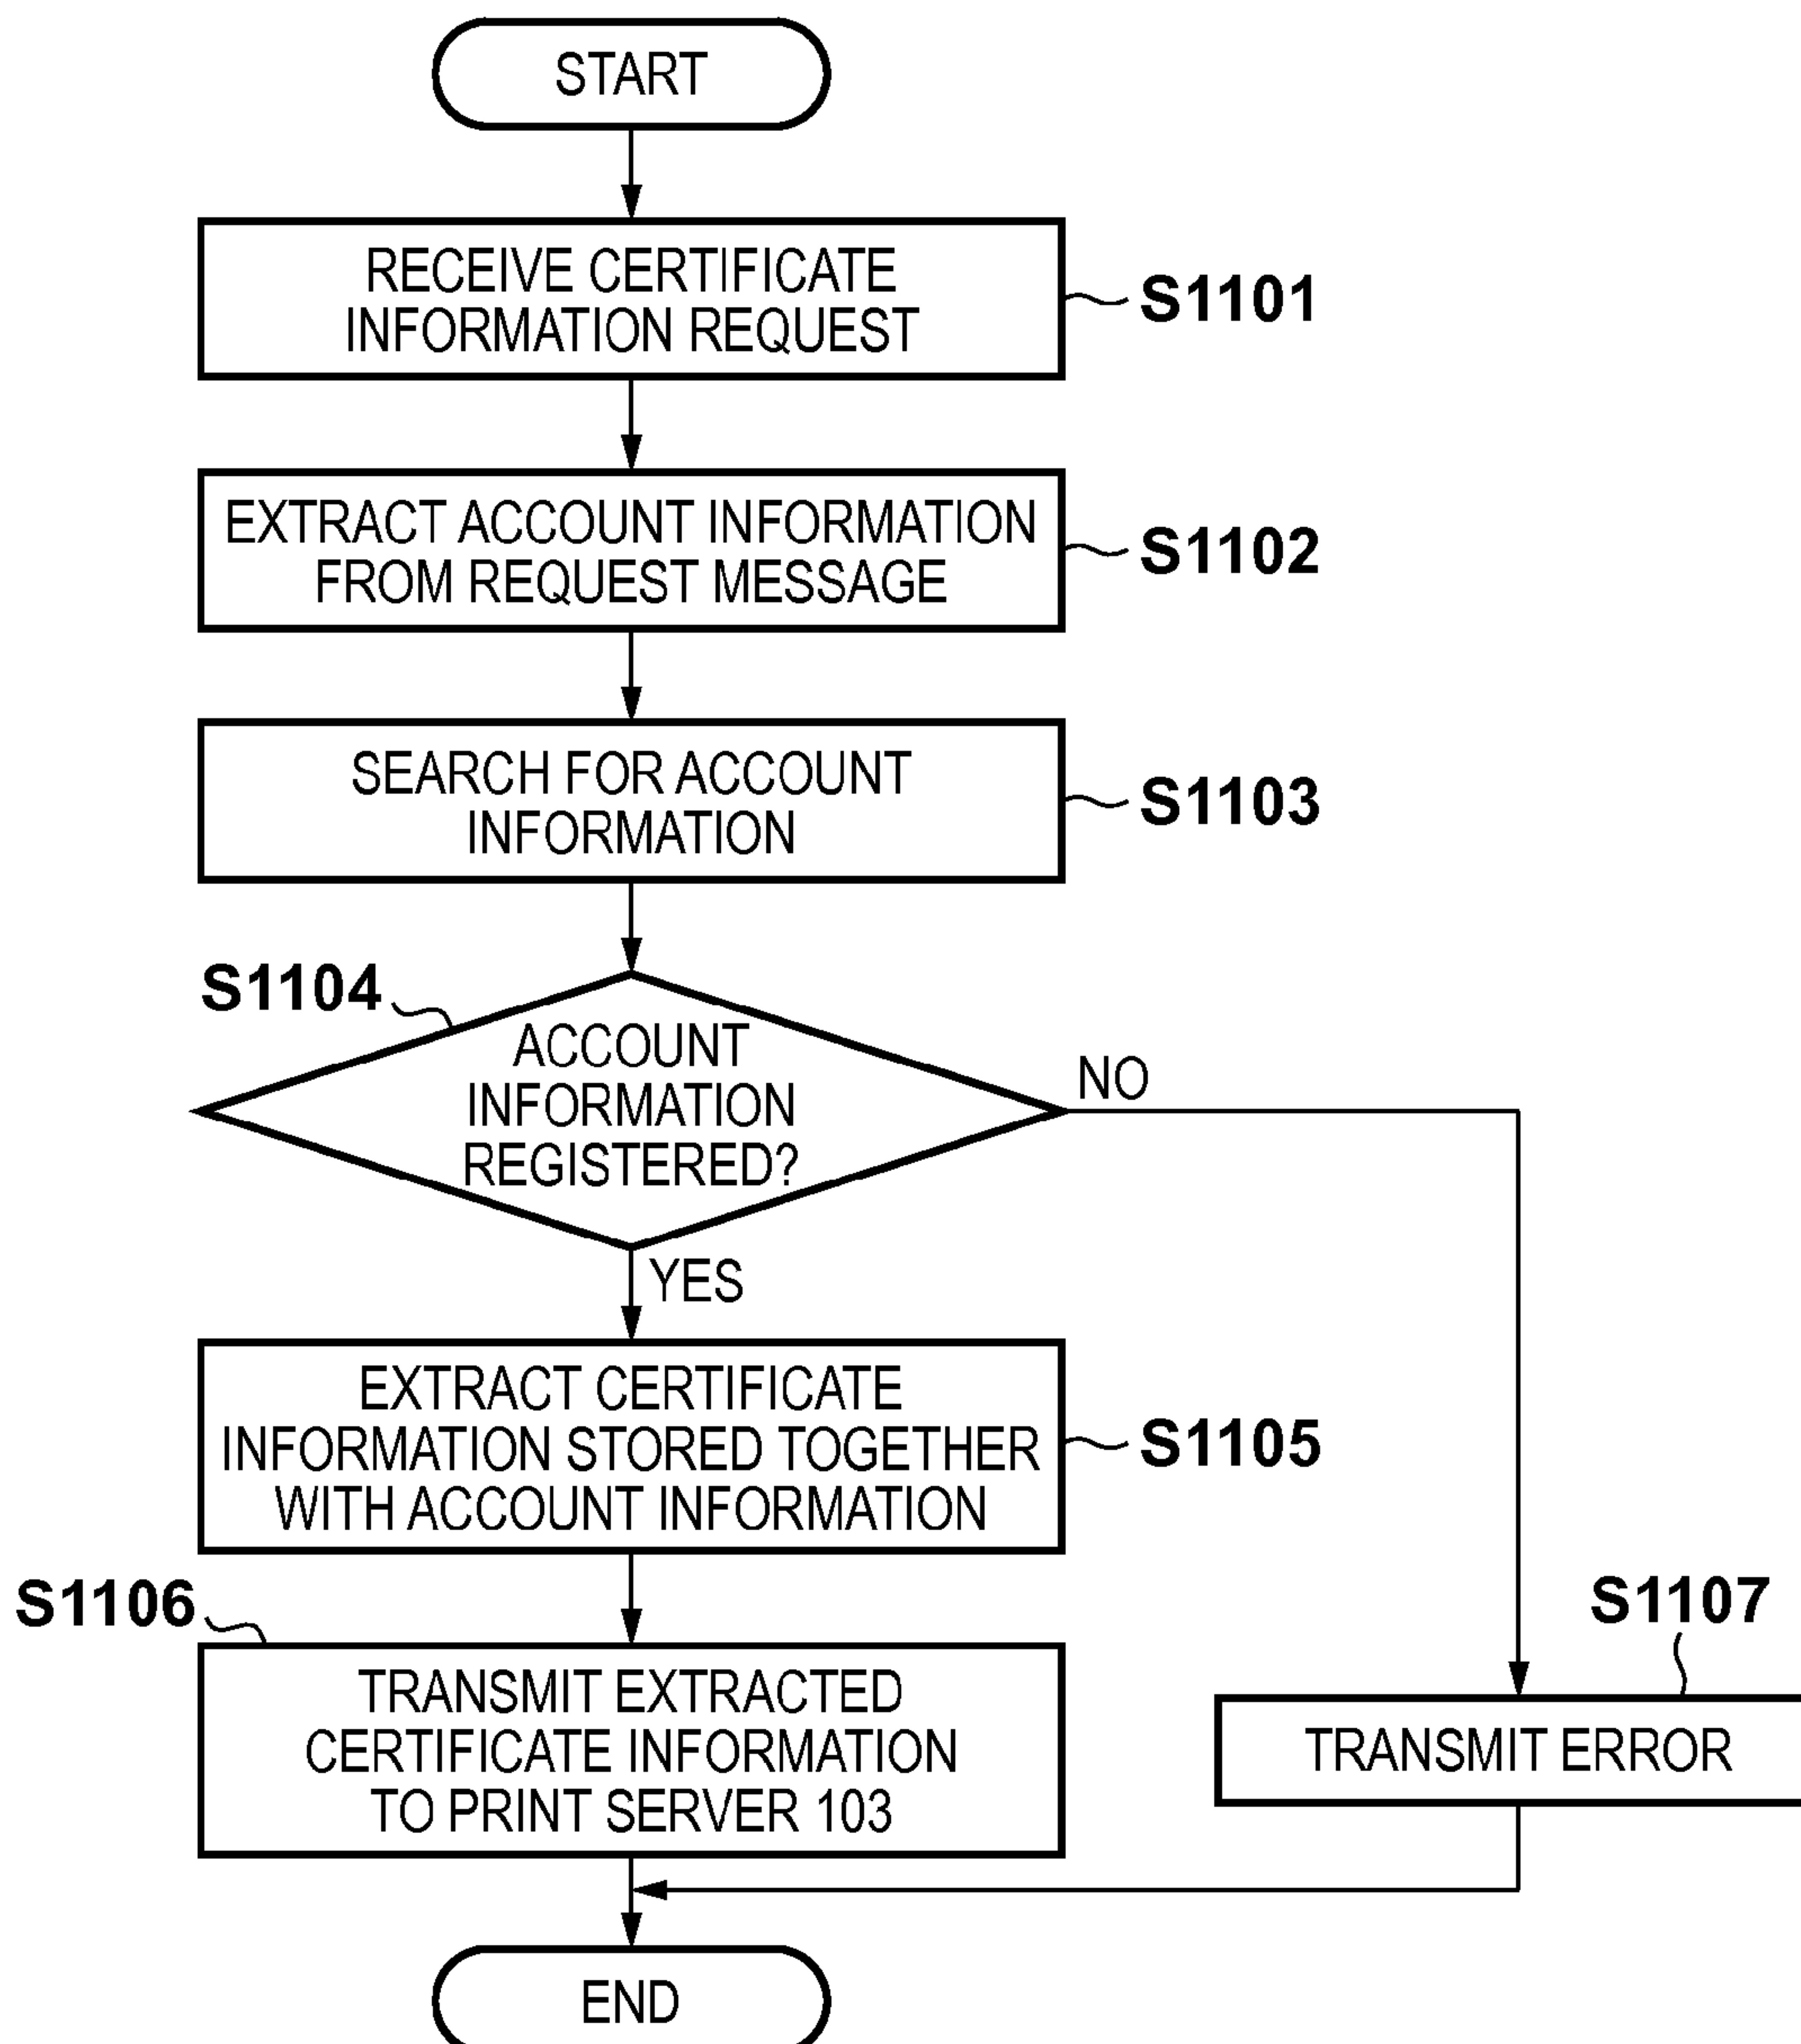 START
RECEIVE CERTIFICATE
INFORMATION REQUEST
S1101
EXTRACT ACCOUNT INFORMATION
FROM REQUEST MESSAGE
S1102
SEARCH FOR ACCOUNT
INFORMATION
S1103
S1104
ACCOUNT
INFORMATION
REGISTERED?
NO
YES
EXTRACT CERTIFICATE
INFORMATION STORED TOGETHER
WITH ACCOUNT INFORMATION
S1105
S1106
TRANSMIT EXTRACTED
CERTIFICATE INFORMATION
TO PRINT SERVER 103
S1107
TRANSMIT ERROR
END